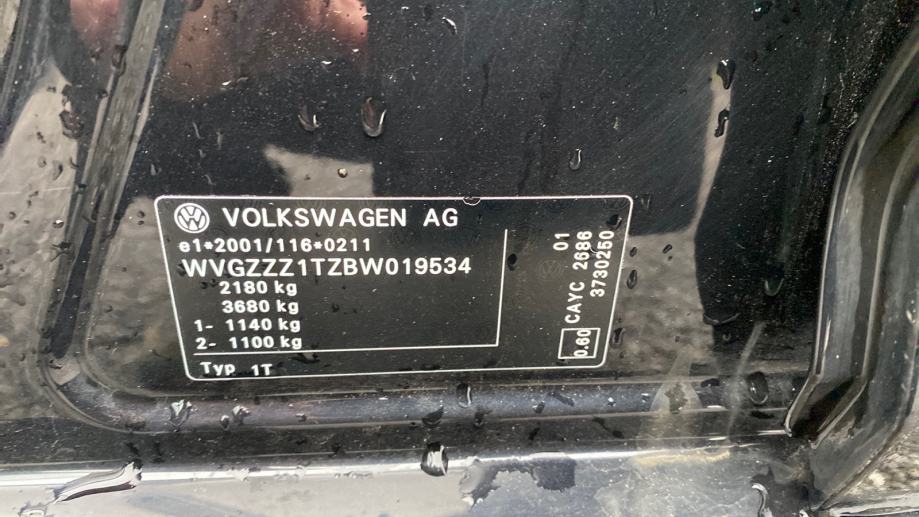 VOLKSWAGEN AG
e1*2001/116*0211
WVGZZZ1TZBW019534
2180 kg
3680 kg
1- 1140 kg
2- 1100 kg
Typ 1T
01
CAYC 2686
3730250
0.60